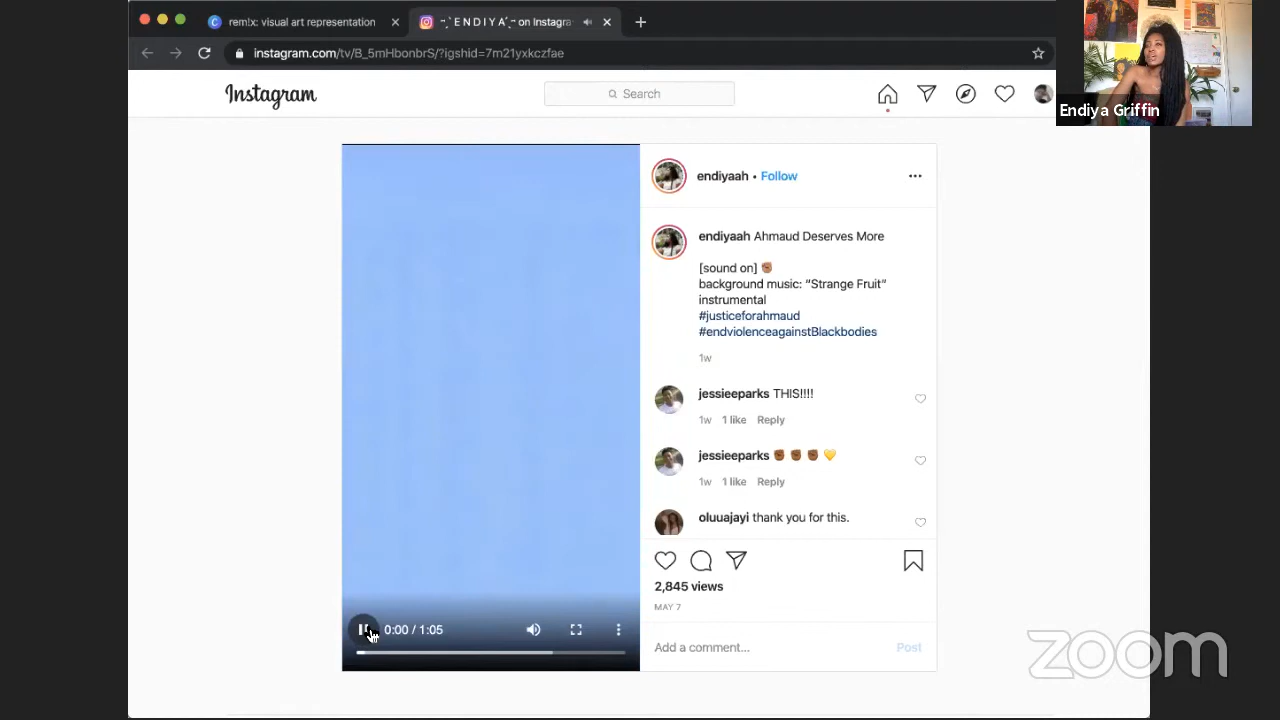 rem!x: visual art representation
E N D I Y A on Instagra
instagram.com/tv/B_5mHbonbrS/?igshid=7m21yxkczfae
Endiya Griffin
Instagram
Search
endiyaah • Follow
endiyaah Ahmaud Deserves More
[sound on] ✊🏾
background music: “Strange Fruit”
instrumental
#justiceforahmaud
#endviolenceagainstBlackbodies
1w
jessieeparks THIS!!!!
1w 1 like Reply
jessieeparks ✊🏾 ✊🏾 ✊🏾 💛
1w 1 like Reply
oluuajayi thank you for this.
2,845 views
MAY 7
0:00 / 1:05
Add a comment... Post
zoom